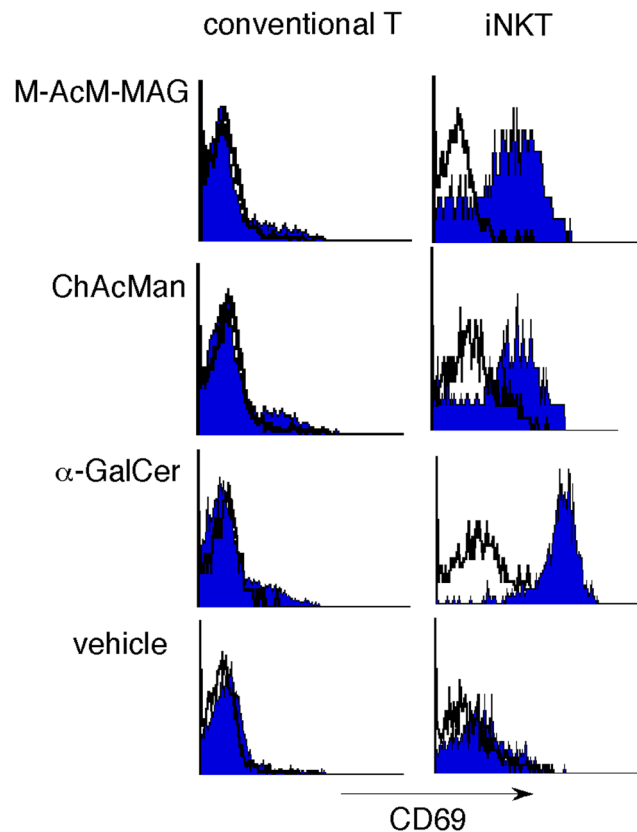 conventional T iNKT
M-AcM-MAG
ChAcMan
α-GalCer
vehicle
CD69